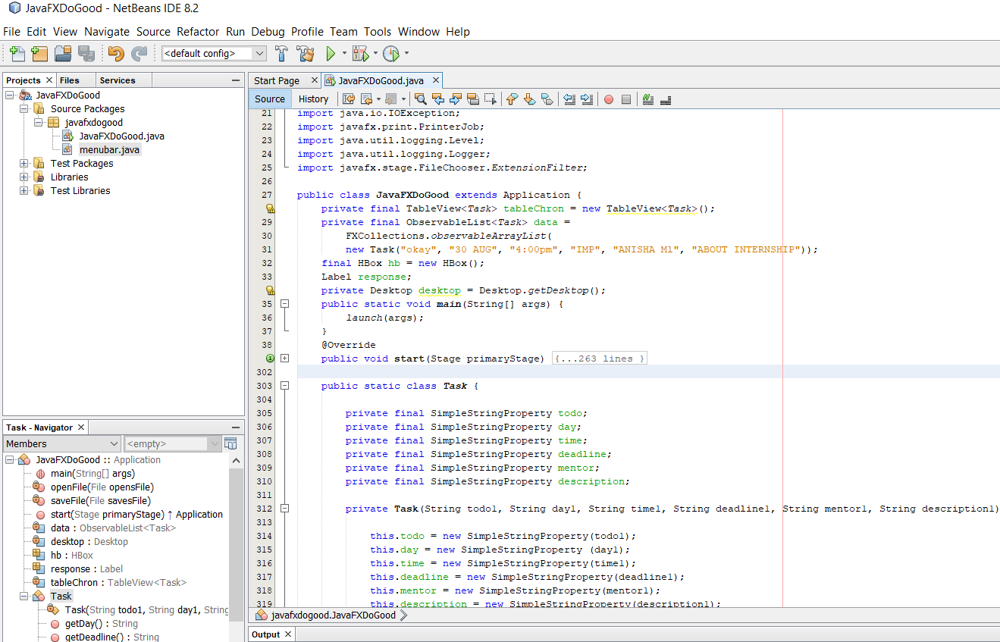 JavaFXDoGood - NetBeans IDE 8.2
File Edit View Navigate Source Refactor Run Debug Profile Team Tools Window Help
<default config>
Projects Files Services
JavaFXDoGood
Source Packages
javafxdogood
JavaFXDoGood.java
menubar.java
Test Packages
Libraries
Test Libraries
Task - Navigator
Members <empty>
JavaFXDoGood :: Application
main(String[] args)
openFile(File opensFile)
saveFile(File savesFile)
start(Stage primaryStage) ↑ Application
data : ObservableList<Task>
desktop : Desktop
hb : HBox
response : Label
tableChron : TableView<Task>
Task
Task(String todo1, String day1, String
getDay() : String
getDeadline() : String
Start Page JavaFXDoGood.java
Source History
21 import java.io.IOException;
22 import javafx.print.PrinterJob;
23 import java.util.logging.Level;
24 import java.util.logging.Logger;
25 import javafx.stage.FileChooser.ExtensionFilter;
26
27 public class JavaFXDoGood extends Application {
private final TableView<Task> tableChron = new TableView<Task>();
29 private final ObservableList<Task> data =
30 FXCollections.observableArrayList(
31 new Task("okay", "30 AUG", "4:00pm", "IMP", "ANISHA M1", "ABOUT INTERNSHIP"));
32 final HBox hb = new HBox();
33 Label response;
private Desktop desktop = Desktop.getDesktop();
35 public static void main(String[] args) {
36 launch(args);
37 }
38 @Override
public void start(Stage primaryStage) {...263 lines }
302
303 public static class Task {
304
305 private final SimpleStringProperty todo;
306 private final SimpleStringProperty day;
307 private final SimpleStringProperty time;
308 private final SimpleStringProperty deadline;
309 private final SimpleStringProperty mentor;
310 private final SimpleStringProperty description;
311
312 private Task(String todo1, String day1, String time1, String deadline1, String mentor1, String description1)
313
314 this.todo = new SimpleStringProperty(todo1);
315 this.day = new SimpleStringProperty (day1);
316 this.time = new SimpleStringProperty(time1);
317 this.deadline = new SimpleStringProperty(deadline1);
318 this.mentor = new SimpleStringProperty(mentor1);
319 this.description = new SimpleStringProperty(description1);
javafxdogood.JavaFXDoGood
Output